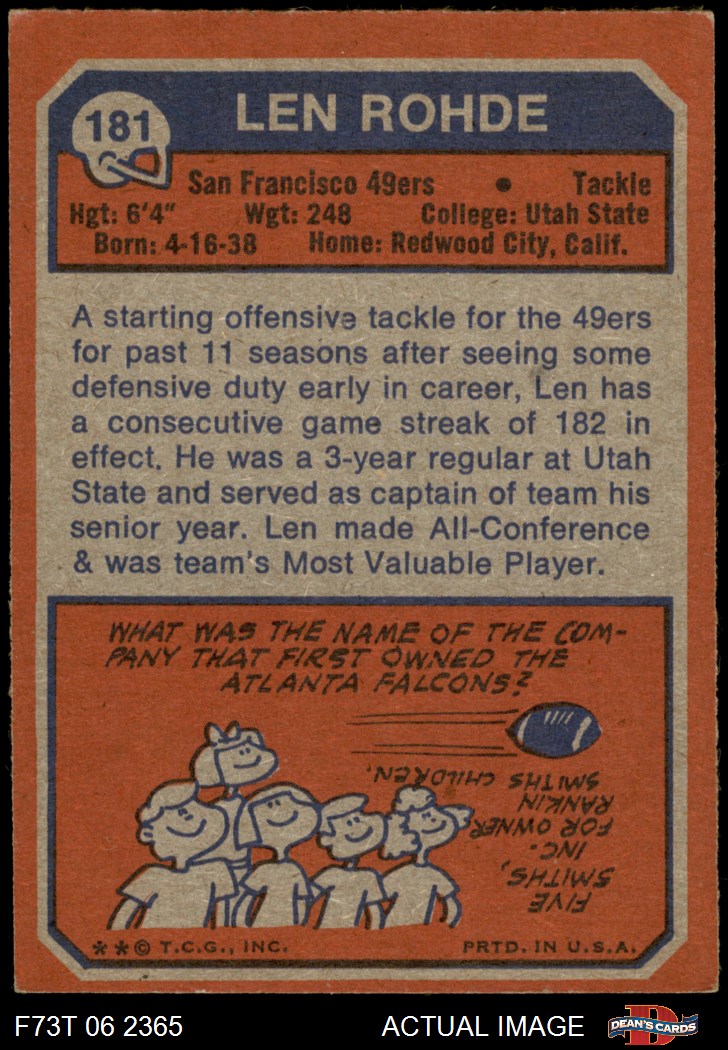 181
LEN ROHDE
San Francisco 49ers • Tackle
Hgt: 6'4" Wgt: 248 College: Utah State
Born: 4-16-38 Home: Redwood City, Calif.
A starting offensive tackle for the 49ers
for past 11 seasons after seeing some
defensive duty early in career, Len has
a consecutive game streak of 182 in
effect. He was a 3-year regular at Utah
State and served as captain of team his
senior year. Len made All-Conference
& was team's Most Valuable Player.
WHAT WAS THE NAME OF THE COM-
PANY THAT FIRST OWNED THE
ATLANTA FALCONS?
FIVE
SMITHS,
INC.
FOR OWNER
RANKIN
SMITHS CHILDREN.
**© T.C.G., INC. PRTD. IN U.S.A.
F73T 06 2365 ACTUAL IMAGE D DEAN'S CARDS